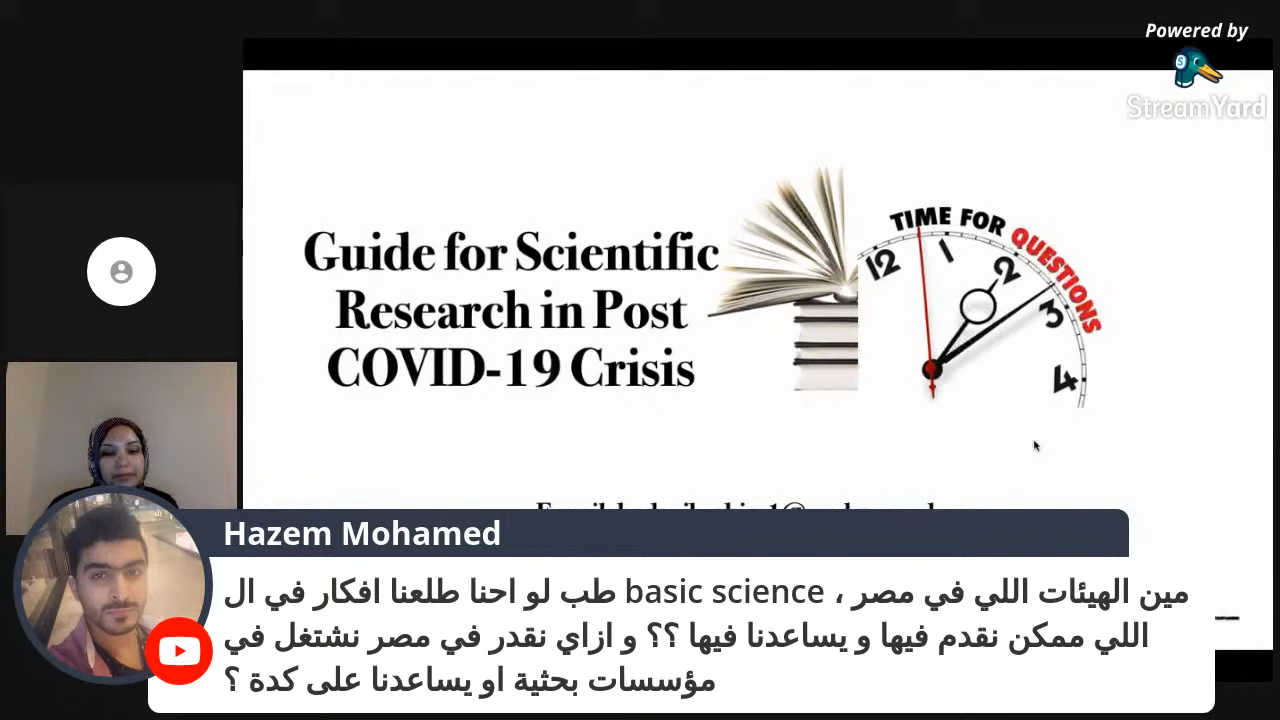 Powered by
StreamYard
TIME FOR QUESTIONS
12 1 2 3 4
Guide for Scientific
Research in Post
COVID-19 Crisis
Hazem Mohamed
طب لو احنا طلعنا افكار في ال basic science ، مين الهيئات اللي في مصر
اللي ممكن نقدم فيها و يساعدنا فيها ؟؟ و ازاي نقدر في مصر نشتغل في
مؤسسات بحثية او يساعدنا على كدة ؟